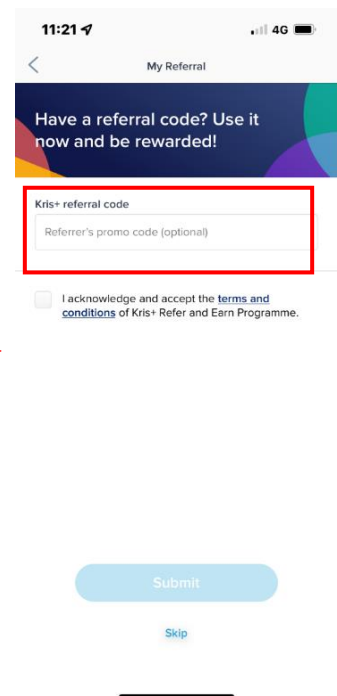 11:21
4G
My Referral
Have a referral code? Use it
now and be rewarded!
Kris+ referral code
Referrer's promo code (optional)
I acknowledge and accept the terms and
conditions of Kris+ Refer and Earn Programme.
Submit
Skip